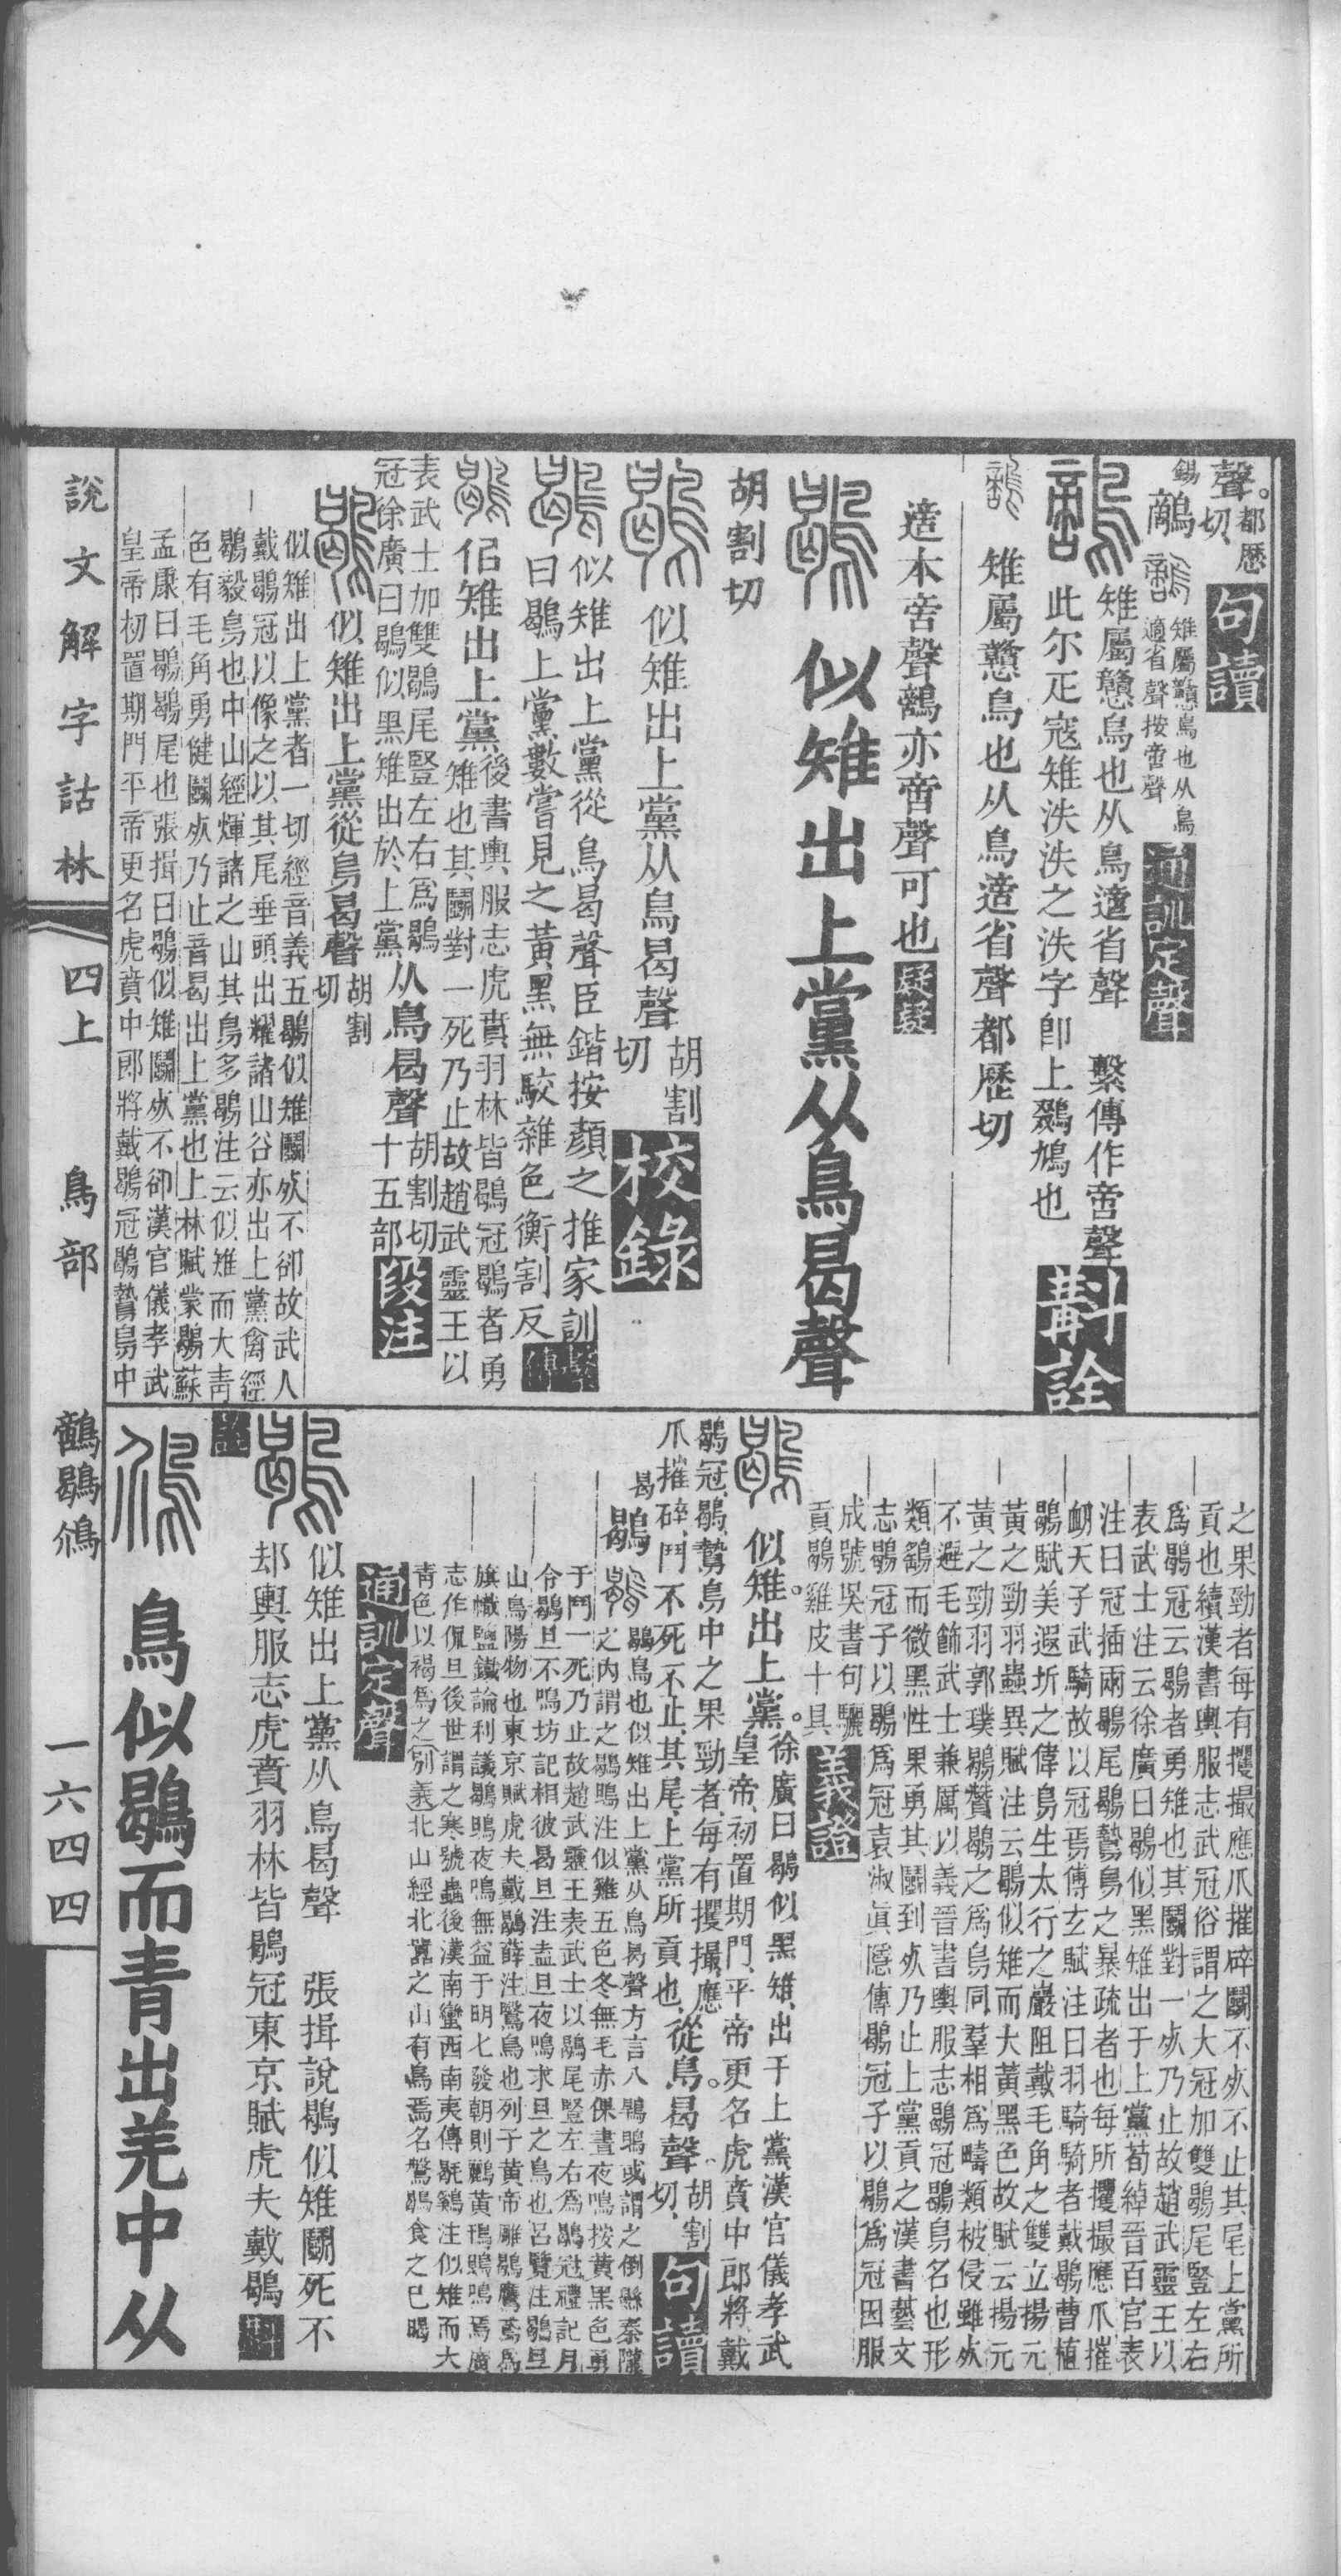 聲。都歷切、句讀
錫鷸雉屬戇鳥也从鳥
適省聲按啻聲通訓定聲
雉屬戇鳥也从鳥適省聲　繫傳作啻聲
此尔疋寇雉泆泆之泆字卽上鵽鳩也斠詮
雉屬戇鳥也从鳥適省聲都歷切
適本啻聲鷸亦啻聲可也疑疑
似雉出上黨从鳥曷聲
胡割切
似雉出上黨从鳥曷聲胡割切校錄
似雉出上黨從鳥曷聲臣鍇按顏之推家訓
曰鶡上黨數嘗見之黃黑無駮雜色衡割反繫傳
佀雉出上黨後書輿服志虎賁羽林皆鶡冠鶡者勇
雉也其鬭對一死乃止故趙武靈王以
表武士加雙鶡尾豎左右爲鶡
冠徐廣曰鶡似黑雉出於上黨从鳥曷聲胡割切十五部段注
似雉出上黨從鳥曷聲胡割切
似雉出上黨者一切經音義五鶡似雉鬭㱙不卻故武人
戴鶡冠以像之以其尾垂頭出耀諸山谷亦出上黨禽經
鶡毅鳥也中山經煇諸之山其鳥多鶡注云似雉而大青
色有毛角勇健鬭㱙乃止音曷出上黨也上林賦蒙鶡蘇
孟康曰鶡鶡尾也張揖曰鶡似雉鬭㱙不卻漢官儀孝武
皇帝初置期門平帝更名虎賁中郎將戴鶡冠鶡鷙鳥中
之果勁者每有攫撮應爪摧碎鬭不㱙不止其尾上黨所
貢也續漢書輿服志武冠俗謂之大冠加雙鶡尾豎左右
爲鶡冠云鶡者勇雉也其鬭對一㱙乃止故趙武靈王以
表武士注云徐廣曰鶡似黑雉出于上黨荀綽晉百官表
注曰冠插兩鶡尾鶡鷙鳥之暴疏者也每所攫撮應爪摧
衂天子武騎故以冠焉傅玄賦注曰羽騎騎者戴鶡曹植
鶡賦美遐圻之偉鳥生太行之巖阻戴毛角之雙立揚元
黃之勁羽蟲異賦注云鶡似雉而大黃黑色故賦云揚元
黃之勁羽郭璞鶡贊鶡之爲鳥同羣相爲疇類被侵雖㱙
不避毛飾武士兼厲以義晉書輿服志鶡冠鶡鳥名也形
類鷂而微黑性果勇其鬭到㱙乃止上黨貢之漢書藝文
志鶡冠子以鶡爲冠袁淑眞隱傳鶡冠子以鶡爲冠因服
成號吳書句驪
貢鶡雞皮十具義證
似雉。出上黨。徐廣曰鶡似黑雉、出于上黨、漢官儀孝武皇帝、初置期門、平帝更名虎賁、中郎將、戴
鶡冠、鶡、鷙鳥中之果勁者、每有攫撮、應
爪摧碎、鬥不死不止、其尾、上黨所貢也、從鳥。曷聲。胡割切、句讀
曷鶡鶡鳥也似雉出上黨从鳥曷聲方言八鴠鴠或謂之倒縣秦隴
之內謂之鶡鴠注似雞五色冬無毛赤倮晝夜鳴按黃黑色勇
于鬥一死乃止故趙武靈王表武士以鶡尾豎左右爲鶡冠禮記月
令鶡旦不鳴坊記相彼曷旦注盍旦夜鳴求旦之鳥也呂覽注鶡旦
山鳥陽物也東京賦虎夫戴鶡薛注鷙鳥也列子黃帝雕鶡鷹鳶爲
旗幟鹽鐵論利議鶡鴠夜鳴無益于明七發朝則鸝黃鳱鴠鳴焉廣
志作侃旦後世謂之寒號蟲後漢南蠻西南夷傳毼雞注似雉而大
青色以褐爲之別義北山經北嚻之山有鳥焉名鷔鶡食之已暍
通訓定聲
似雉出上黨从鳥曷聲　張揖說鶡似雉鬭死不
却輿服志虎賁羽林皆鶡冠東京賦虎夫戴鶡斠詮
鳥似鶡而青出羌中从
說文解字詁林　四上　鳥部　鷸鶡鳻　一六四四